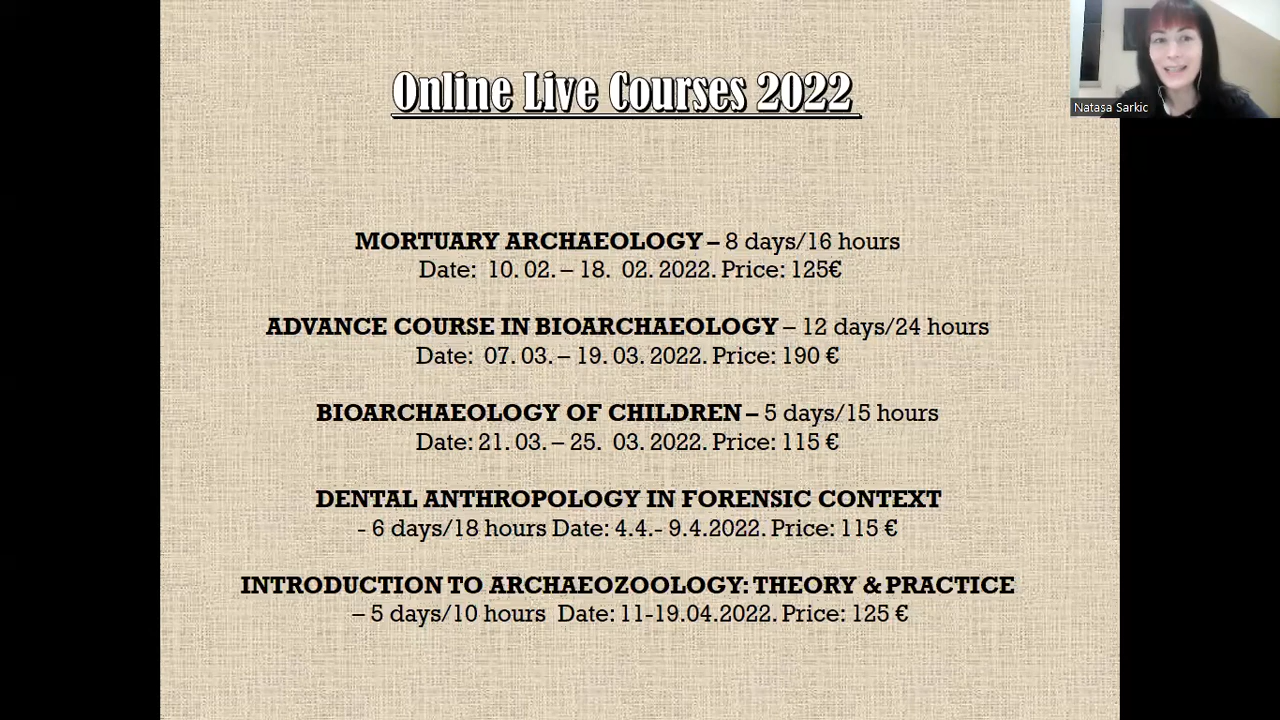 Online Live Courses 2022
Natasa Sarkic
MORTUARY ARCHAEOLOGY – 8 days/16 hours
Date: 10. 02. – 18. 02. 2022. Price: 125€
ADVANCE COURSE IN BIOARCHAEOLOGY – 12 days/24 hours
Date: 07. 03. – 19. 03. 2022. Price: 190 €
BIOARCHAEOLOGY OF CHILDREN – 5 days/15 hours
Date: 21. 03. – 25. 03. 2022. Price: 115 €
DENTAL ANTHROPOLOGY IN FORENSIC CONTEXT
- 6 days/18 hours Date: 4.4.- 9.4.2022. Price: 115 €
INTRODUCTION TO ARCHAEOZOOLOGY: THEORY & PRACTICE
– 5 days/10 hours Date: 11-19.04.2022. Price: 125 €